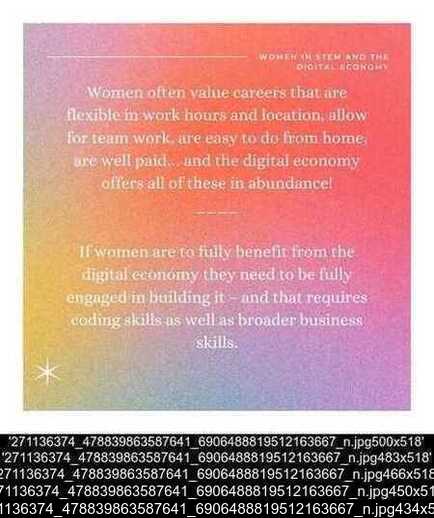 WOMEN IN STEM AND THE
DIGITAL ECONOMY
Women often value careers that are
flexible in work hours and location, allow
for team work, are easy to do from home,
are well paid... and the digital economy
offers all of these in abundance!
If women are to fully benefit from the
digital economy they need to be fully
engaged in building it – and that requires
coding skills as well as broader business
skills.
'271136374_478839863587641_6906488819512163667_n.jpg500x518'
'271136374_478839863587641_6906488819512163667_n.jpg483x518'
271136374_478839863587641_6906488819512163667_n.jpg466x518
71136374_478839863587641_6906488819512163667_n.jpg450x51
1136374_478839863587641_6906488819512163667_n.jpg434x5